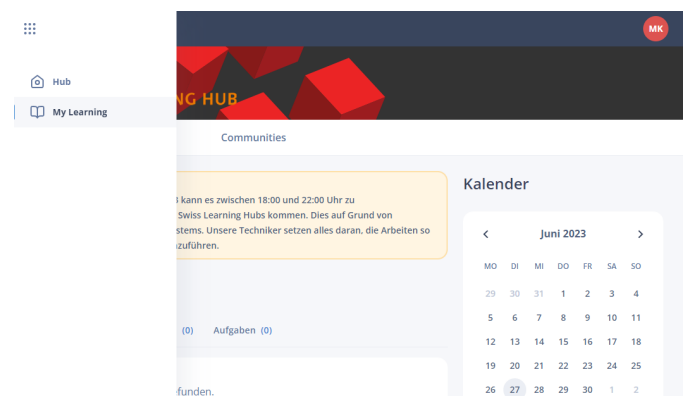 MK
Hub
My Learning
NG HUB
Communities
kann es zwischen 18:00 und 22:00 Uhr zu
Swiss Learning Hubs kommen. Dies auf Grund von
stems. Unsere Techniker setzen alles daran, die Arbeiten so
zuführen.
(0) Aufgaben (0)
funden.
Kalender
Juni 2023
MO DI MI DO FR SA SO
29 30 31 1 2 3 4
5 6 7 8 9 10 11
12 13 14 15 16 17 18
19 20 21 22 23 24 25
26 27 28 29 30 1 2